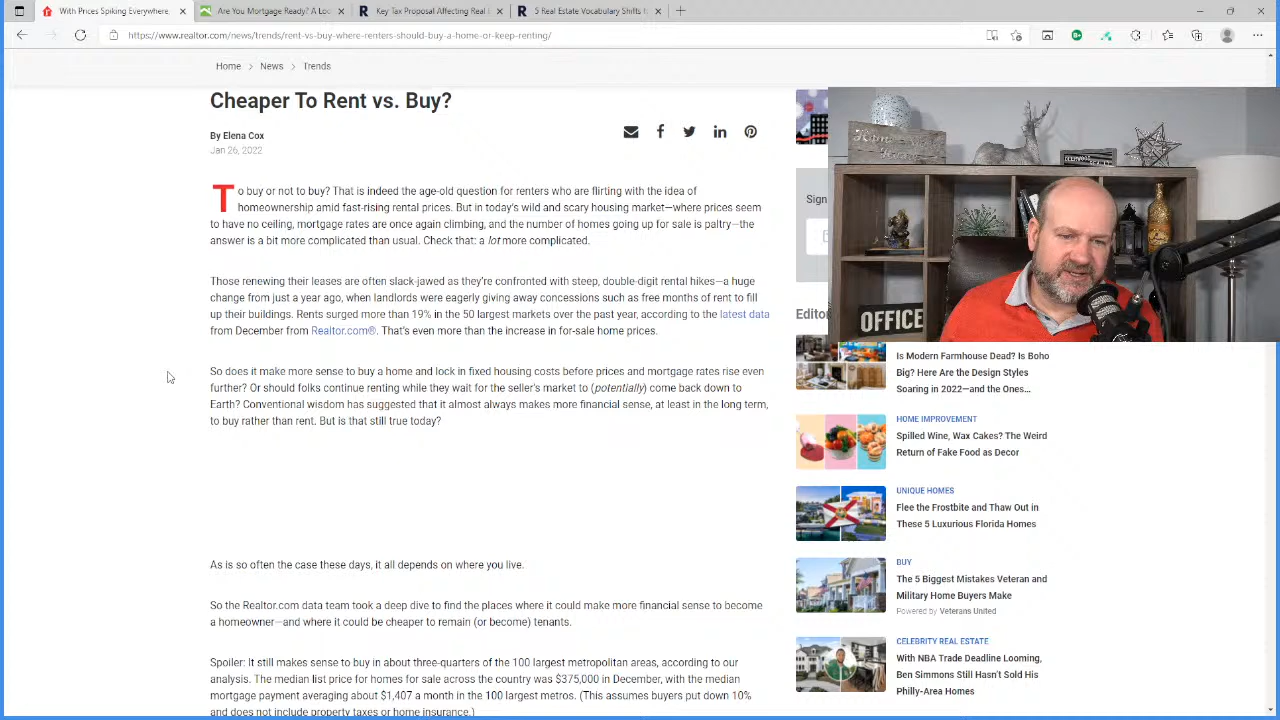 With Prices Spiking Everywhere,
Are You Mortgage Ready? A Loo
Key Tax Proposal Affecting Real
5 Real Estate Vocabulary Shifts t
https://www.realtor.com/news/trends/rent-vs-buy-where-renters-should-buy-a-home-or-keep-renting/
Home > News > Trends
Cheaper To Rent vs. Buy?
By Elena Cox
Jan 26, 2022
To buy or not to buy? That is indeed the age-old question for renters who are flirting with the idea of
homeownership amid fast-rising rental prices. But in today's wild and scary housing market—where prices seem
to have no ceiling, mortgage rates are once again climbing, and the number of homes going up for sale is paltry—the
answer is a bit more complicated than usual. Check that: a lot more complicated.
Those renewing their leases are often slack-jawed as they're confronted with steep, double-digit rental hikes—a huge
change from just a year ago, when landlords were eagerly giving away concessions such as free months of rent to fill
up their buildings. Rents surged more than 19% in the 50 largest markets over the past year, according to the latest data
from December from Realtor.com®. That's even more than the increase in for-sale home prices.
So does it make more sense to buy a home and lock in fixed housing costs before prices and mortgage rates rise even
further? Or should folks continue renting while they wait for the seller's market to (potentially) come back down to
Earth? Conventional wisdom has suggested that it almost always makes more financial sense, at least in the long term,
to buy rather than rent. But is that still true today?
As is so often the case these days, it all depends on where you live.
So the Realtor.com data team took a deep dive to find the places where it could make more financial sense to become
a homeowner—and where it could be cheaper to remain (or become) tenants.
Spoiler: It still makes sense to buy in about three-quarters of the 100 largest metropolitan areas, according to our
analysis. The median list price for homes for sale across the country was $375,000 in December, with the median
mortgage payment averaging about $1,407 a month in the 100 largest metros. (This assumes buyers put down 10%
and does not include property taxes or home insurance.)
Sign
Editor
Is Modern Farmhouse Dead? Is Boho
Big? Here Are the Design Styles
Soaring in 2022—and the Ones...
HOME IMPROVEMENT
Spilled Wine, Wax Cakes? The Weird
Return of Fake Food as Decor
UNIQUE HOMES
Flee the Frostbite and Thaw Out in
These 5 Luxurious Florida Homes
BUY
The 5 Biggest Mistakes Veteran and
Military Home Buyers Make
Powered by Veterans United
CELEBRITY REAL ESTATE
With NBA Trade Deadline Looming,
Ben Simmons Still Hasn't Sold His
Philly-Area Homes
OFFICE